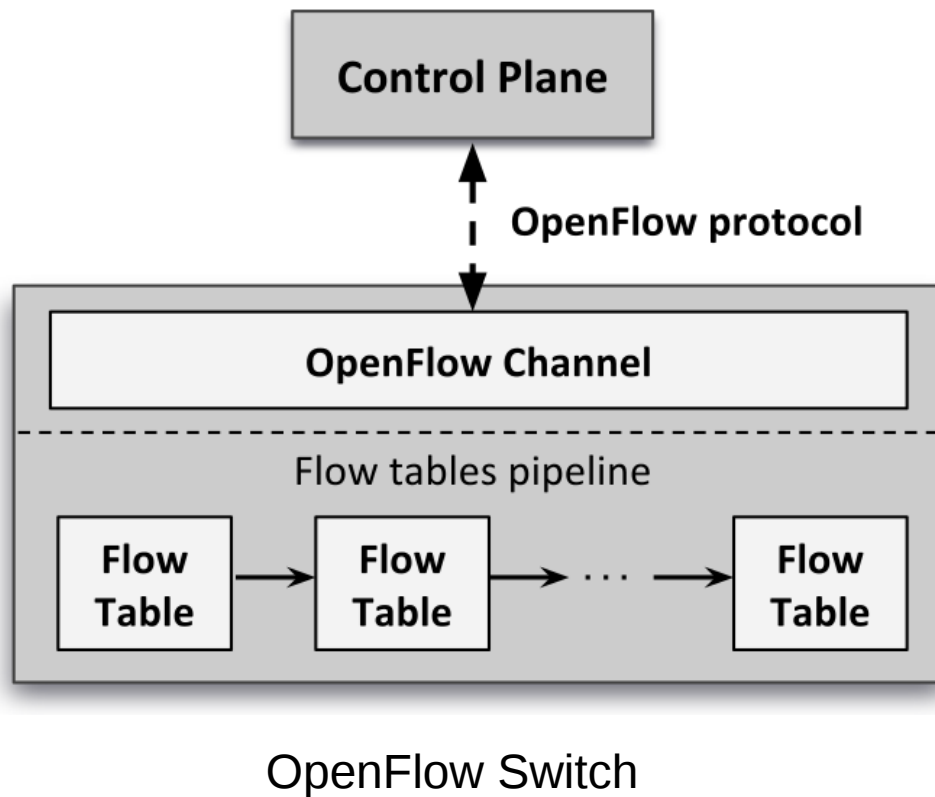 Control Plane
OpenFlow protocol
OpenFlow Channel
Flow tables pipeline
Flow
Table
Flow
Table
...
Flow
Table
OpenFlow Switch